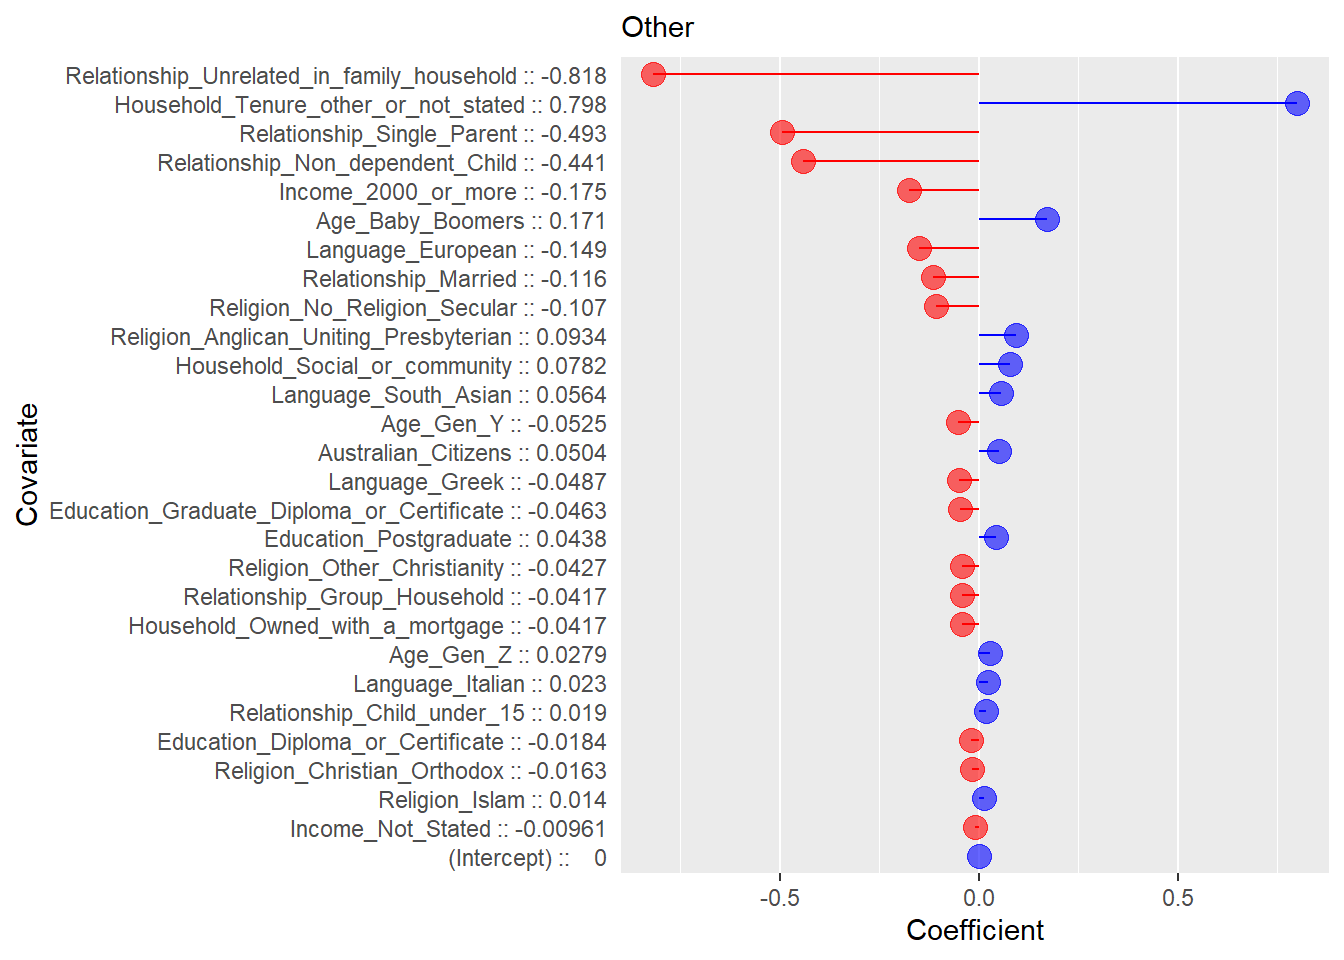 Other
Relationship_Unrelated_in_family_household :: -0.818
Household_Tenure_other_or_not_stated :: 0.798
Relationship_Single_Parent :: -0.493
Relationship_Non_dependent_Child :: -0.441
Income_2000_or_more :: -0.175
Age_Baby_Boomers :: 0.171
Language_European :: -0.149
Relationship_Married :: -0.116
Religion_No_Religion_Secular :: -0.107
Religion_Anglican_Uniting_Presbyterian :: 0.0934
Household_Social_or_community :: 0.0782
Language_South_Asian :: 0.0564
Age_Gen_Y :: -0.0525
Australian_Citizens :: 0.0504
Language_Greek :: -0.0487
Education_Graduate_Diploma_or_Certificate :: -0.0463
Education_Postgraduate :: 0.0438
Religion_Other_Christianity :: -0.0427
Relationship_Group_Household :: -0.0417
Household_Owned_with_a_mortgage :: -0.0417
Age_Gen_Z :: 0.0279
Language_Italian :: 0.023
Relationship_Child_under_15 :: 0.019
Education_Diploma_or_Certificate :: -0.0184
Religion_Christian_Orthodox :: -0.0163
Religion_Islam :: 0.014
Income_Not_Stated :: -0.00961
(Intercept) :: 0
Covariate
-0.5 0.0 0.5
Coefficient